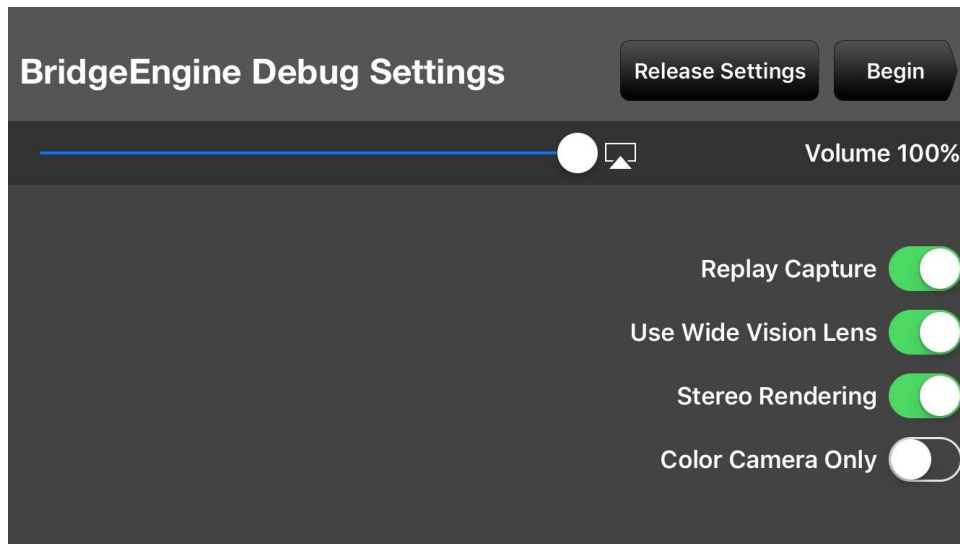 BridgeEngine Debug Settings
Release Settings
Begin
Volume 100%
Replay Capture
Use Wide Vision Lens
Stereo Rendering
Color Camera Only